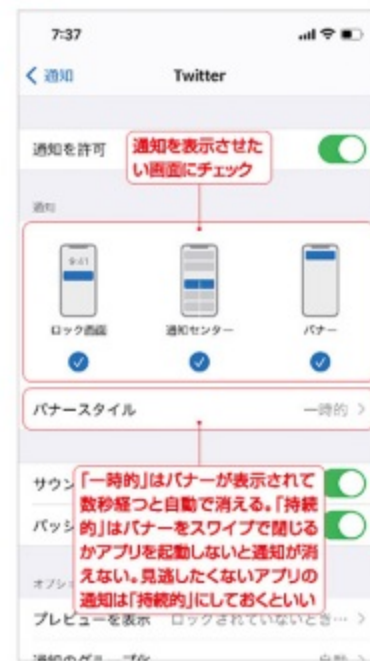 7:37
通知
Twitter
通知を許可
通知を表示させた
い画面にチェック
通知
9:41
ロック画面
通知センター
バナー
バナースタイル
一時的
サウン
「一時的」はバナーが表示されて
数秒経つと自動で消える。「持続
的」はバナーをスワイプで閉じる
かアプリを起動しないと通知が消
えない。見逃したくないアプリの
通知は「持続的」にしておくといい
バッジ
オプショ
プレビューを表示 ロックされていないとき…
通知のグループ化 自動